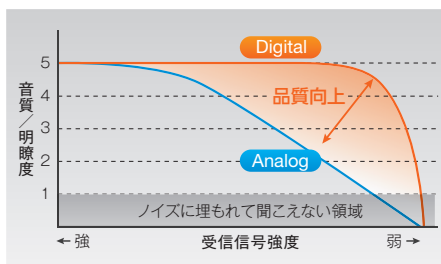 Digital
5
品質向上
4
音質/明瞭度
3
2
Analog
1
ノイズに埋もれて聞こえない領域
←強
受信信号強度
弱→